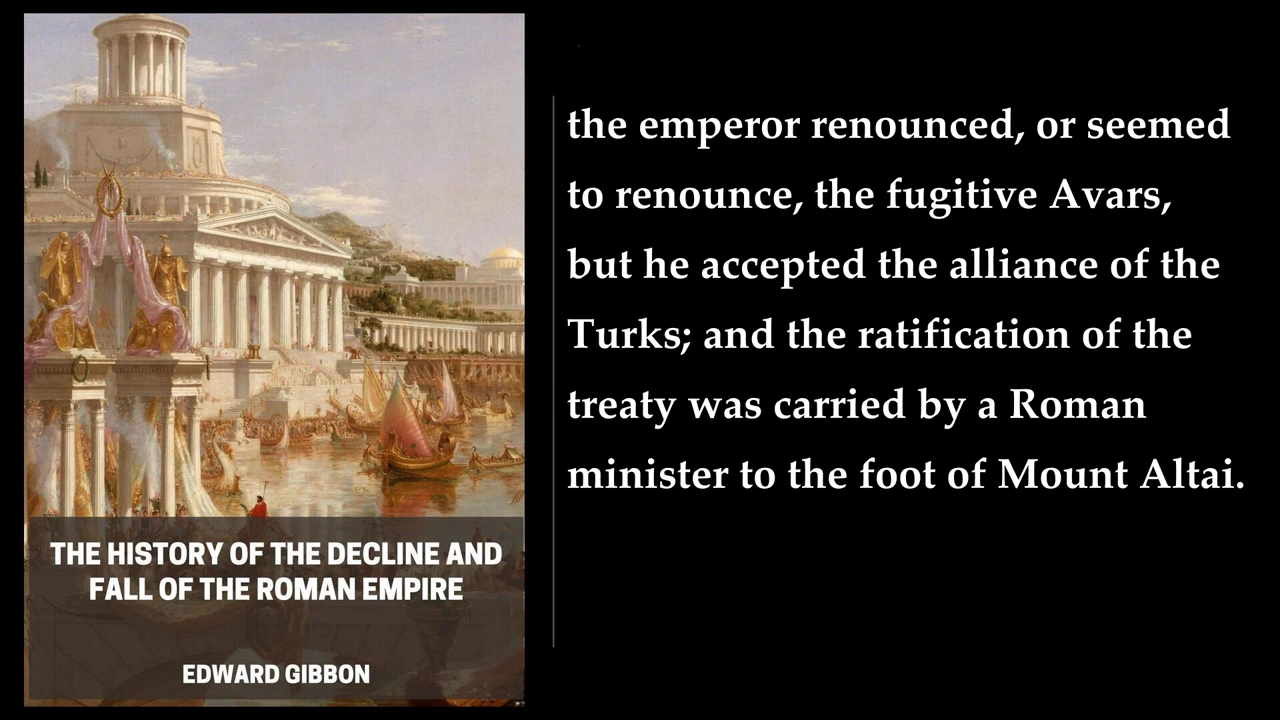 the emperor renounced, or seemed
to renounce, the fugitive Avars,
but he accepted the alliance of the
Turks; and the ratification of the
treaty was carried by a Roman
minister to the foot of Mount Altai.
THE HISTORY OF THE DECLINE AND
FALL OF THE ROMAN EMPIRE
EDWARD GIBBON